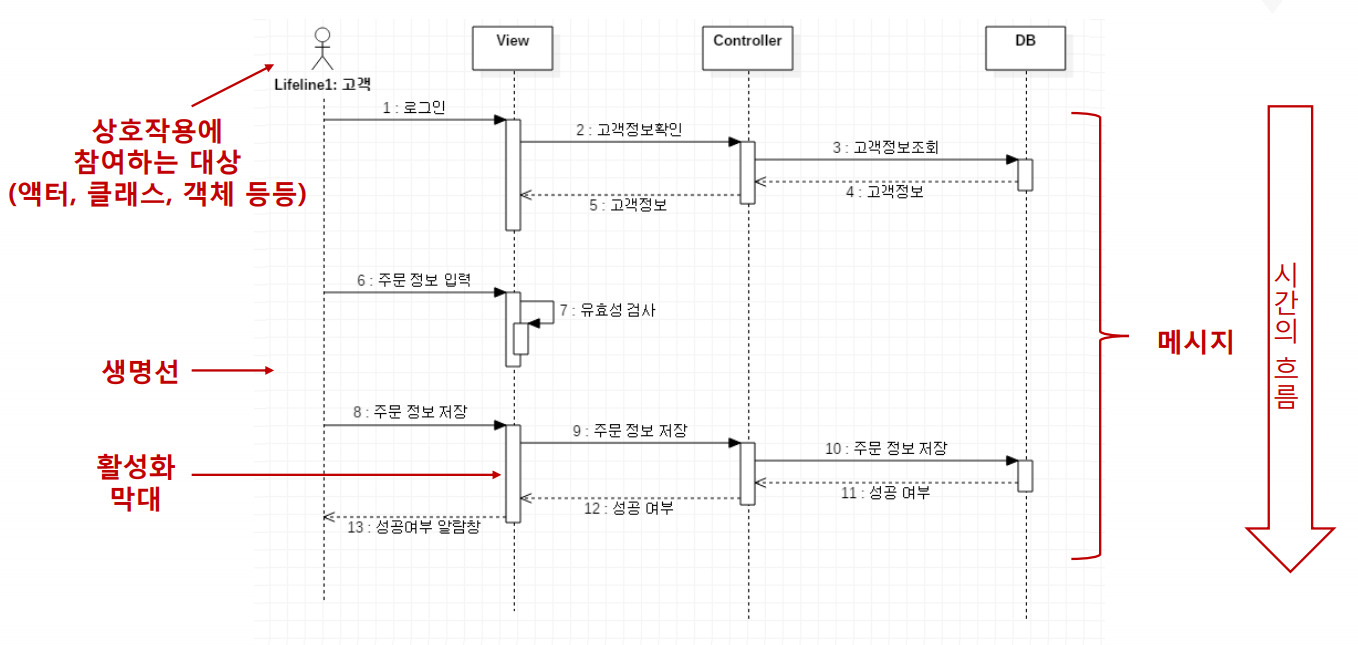 View
Controller
DB
Lifeline1: 고객
상호작용에
참여하는 대상
(액터, 클래스, 객체 등등)
1 : 로그인
2 : 고객정보확인
3 : 고객정보조회
4 : 고객정보
5 : 고객정보
6 : 주문 정보 입력
7 : 유효성 검사
생명선
메시지
시간의 흐름
8 : 주문 정보 저장
9 : 주문 정보 저장
10 : 주문 정보 저장
11 : 성공 여부
12 : 성공 여부
13 : 성공여부 알람창
활성화
막대